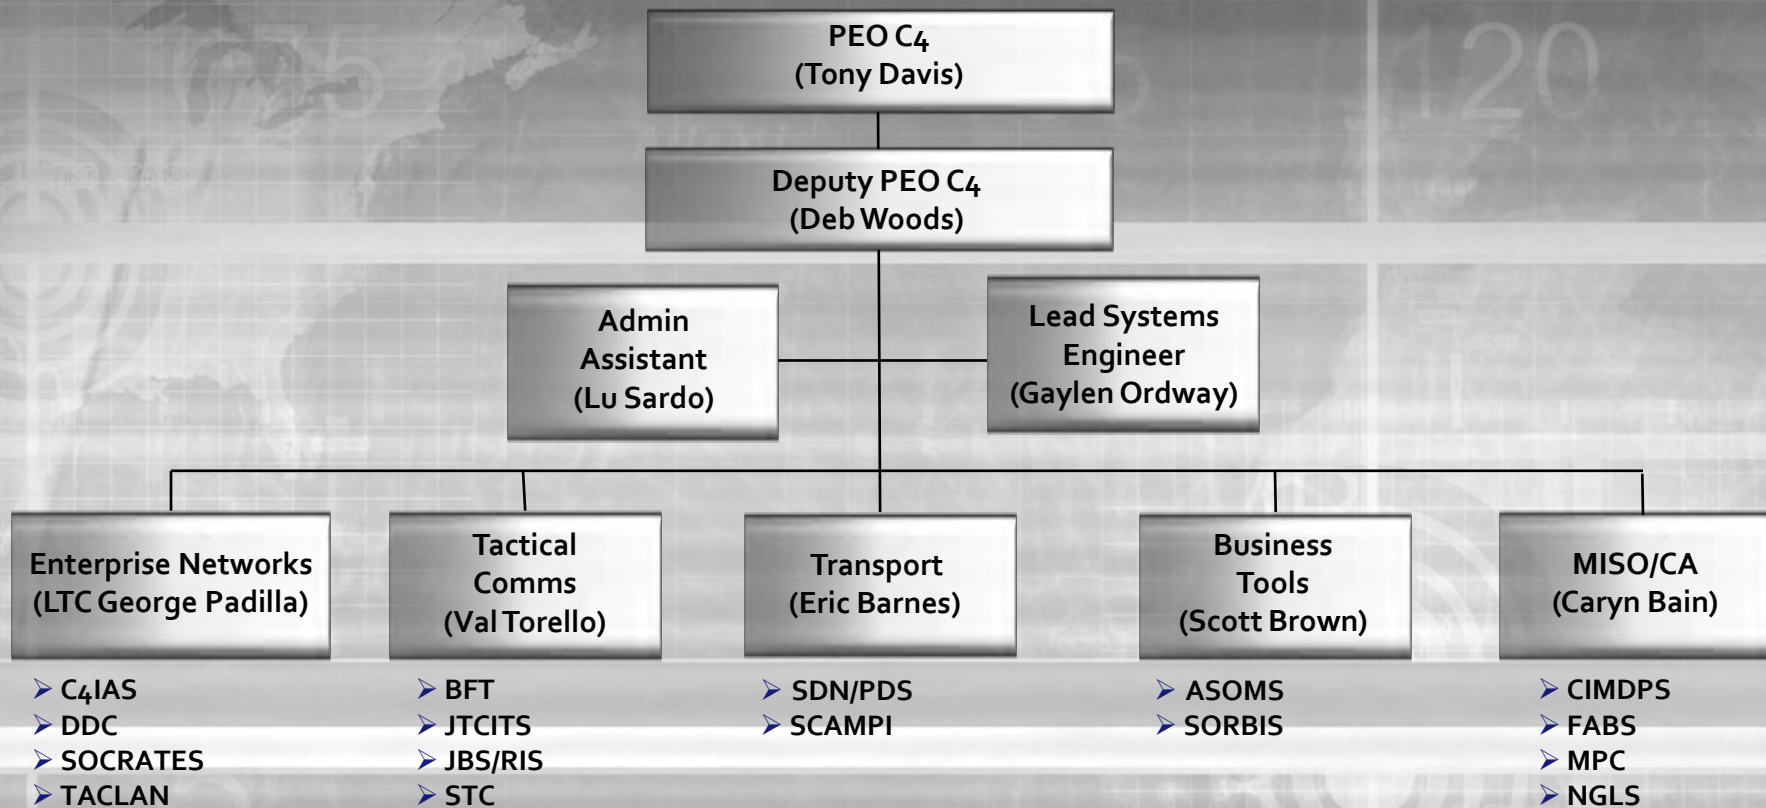 PEO C4
(Tony Davis)
Deputy PEO C4
(Deb Woods)
Admin
Assistant
(Lu Sardo)
Lead Systems
Engineer
(Gaylen Ordway)
Enterprise Networks
(LTC George Padilla)
Tactical
Comms
(Val Torello)
Transport
(Eric Barnes)
Business
Tools
(Scott Brown)
MISO/CA
(Caryn Bain)
➢ C4IAS
➢ DDC
➢ SOCRATES
➢ TACLAN
➢ BFT
➢ JTCITS
➢ JBS/RIS
➢ STC
➢ SDN/PDS
➢ SCAMPI
➢ ASOMS
➢ SORBIS
➢ CIMDPS
➢ FABS
➢ MPC
➢ NGLS
75
120